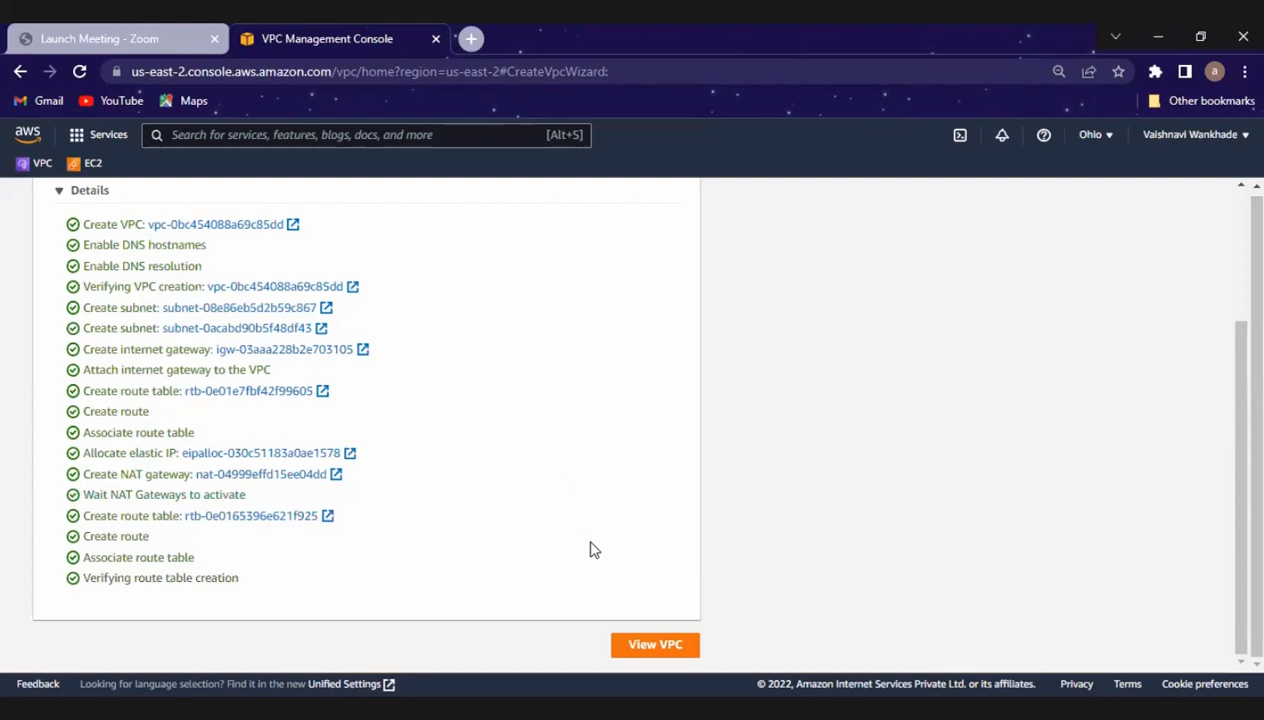 Launch Meeting - Zoom
VPC Management Console
us-east-2.console.aws.amazon.com/vpc/home?region=us-east-2#CreateVpcWizard:
a
Gmail YouTube Maps Other bookmarks
aws Services Search for services, features, blogs, docs, and more [Alt+S] Ohio Vaishnavi Wankhade
VPC EC2
Details
Create VPC: vpc-0bc454088a69c85dd
Enable DNS hostnames
Enable DNS resolution
Verifying VPC creation: vpc-0bc454088a69c85dd
Create subnet: subnet-08e86eb5d2b59c867
Create subnet: subnet-0acabd90b5f48df43
Create internet gateway: igw-03aaa228b2e703105
Attach internet gateway to the VPC
Create route table: rtb-0e01e7fbf42f99605
Create route
Associate route table
Allocate elastic IP: eipalloc-030c51183a0ae1578
Create NAT gateway: nat-04999effd15ee04dd
Wait NAT Gateways to activate
Create route table: rtb-0e0165396e621f925
Create route
Associate route table
Verifying route table creation
View VPC
Feedback Looking for language selection? Find it in the new Unified Settings © 2022, Amazon Internet Services Private Ltd. or its affiliates. Privacy Terms Cookie preferences